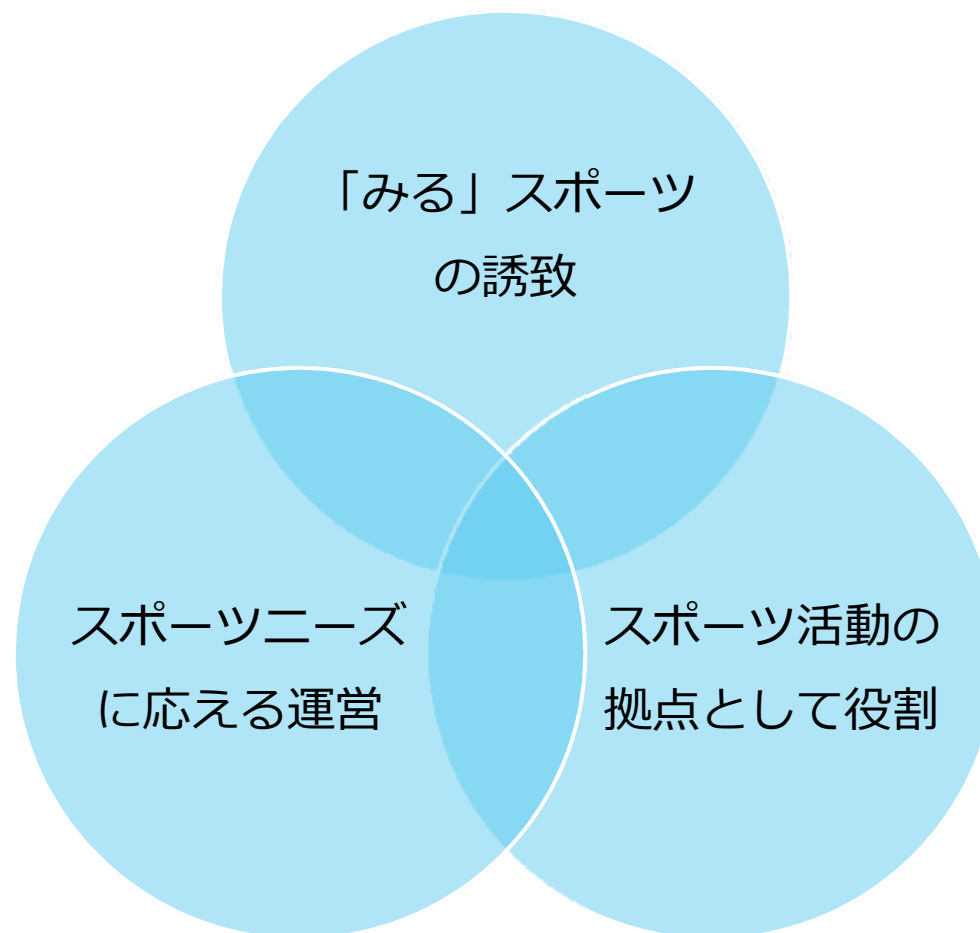 「みる」スポーツ
の誘致
スポーツニーズ
に応える運営
スポーツ活動の
拠点として役割